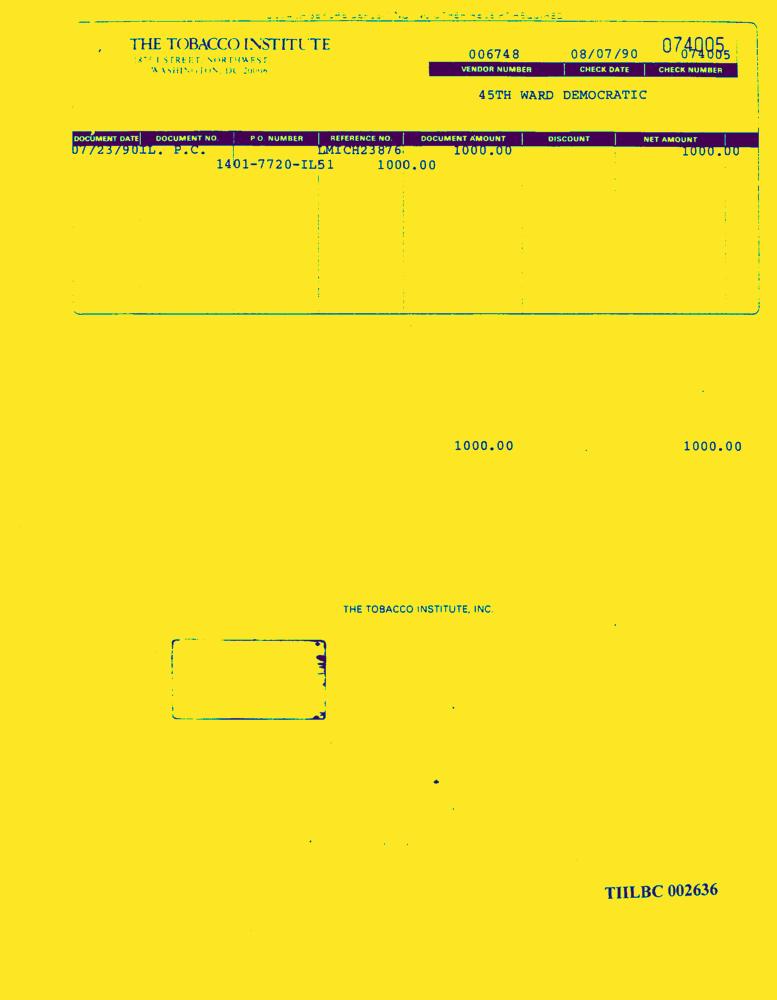 THE TOBACCO INSTITUTE
1875 I STREET, NORTHWEST
WASHINGTON, DC 20006
074005
006748 08/07/90 074005
VENDOR NUMBER CHECK DATE CHECK NUMBER
45TH WARD DEMOCRATIC
DOCUMENT DATE DOCUMENT NO. P.O. NUMBER REFERENCE NO. DOCUMENT AMOUNT DISCOUNT NET AMOUNT
07/23/90IL. P.C. LMICH23876 1000.00 1000.00
1401-7720-IL51 1000.00
1000.00 1000.00
THE TOBACCO INSTITUTE, INC.
TIILBC 002636